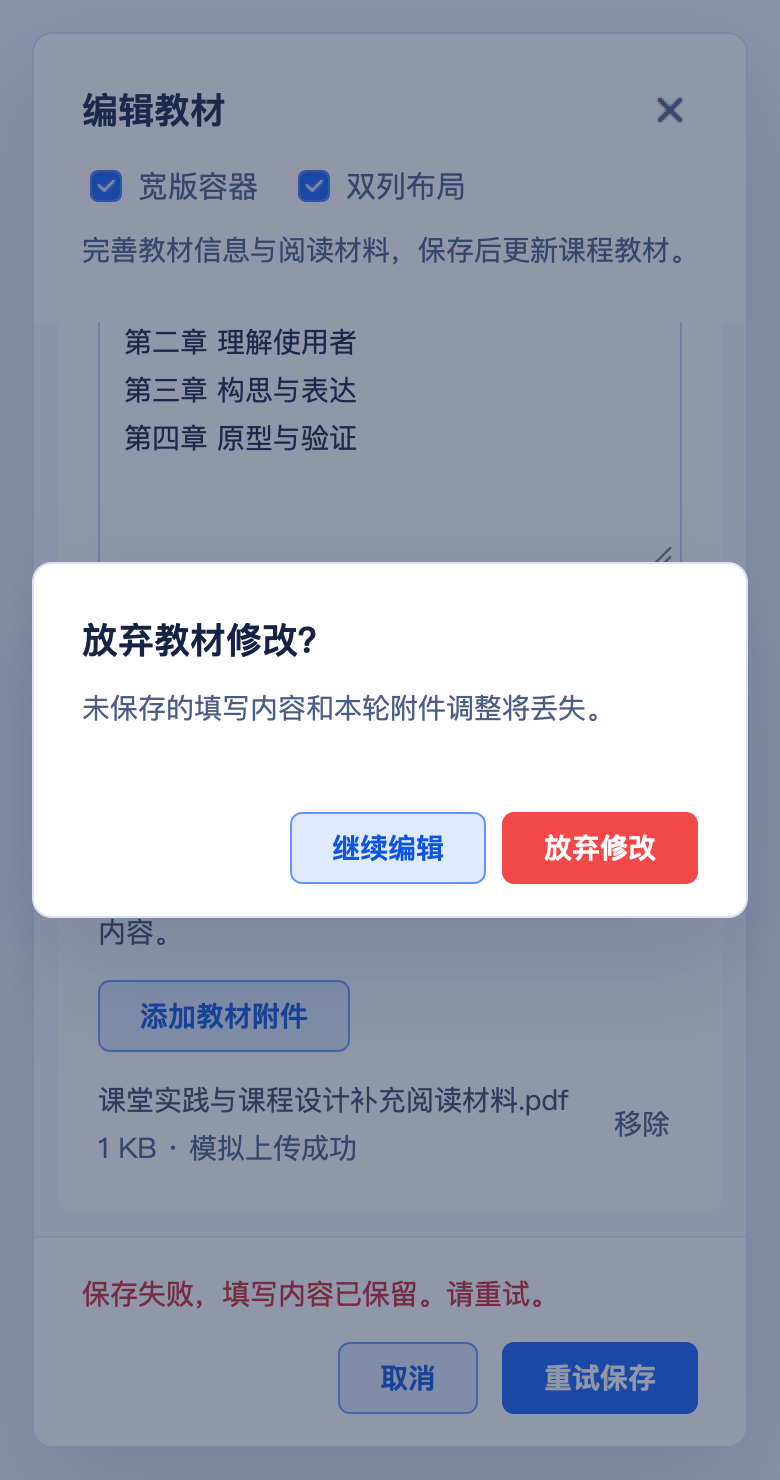 编辑教材
宽版容器 双列布局
完善教材信息与阅读材料，保存后更新课程教材。
第二章 理解使用者
第三章 构思与表达
第四章 原型与验证
放弃教材修改?
未保存的填写内容和本轮附件调整将丢失。
继续编辑 放弃修改
内容。
添加教材附件
课堂实践与课程设计补充阅读材料.pdf
1 KB · 模拟上传成功
移除
保存失败，填写内容已保留。请重试。
取消 重试保存